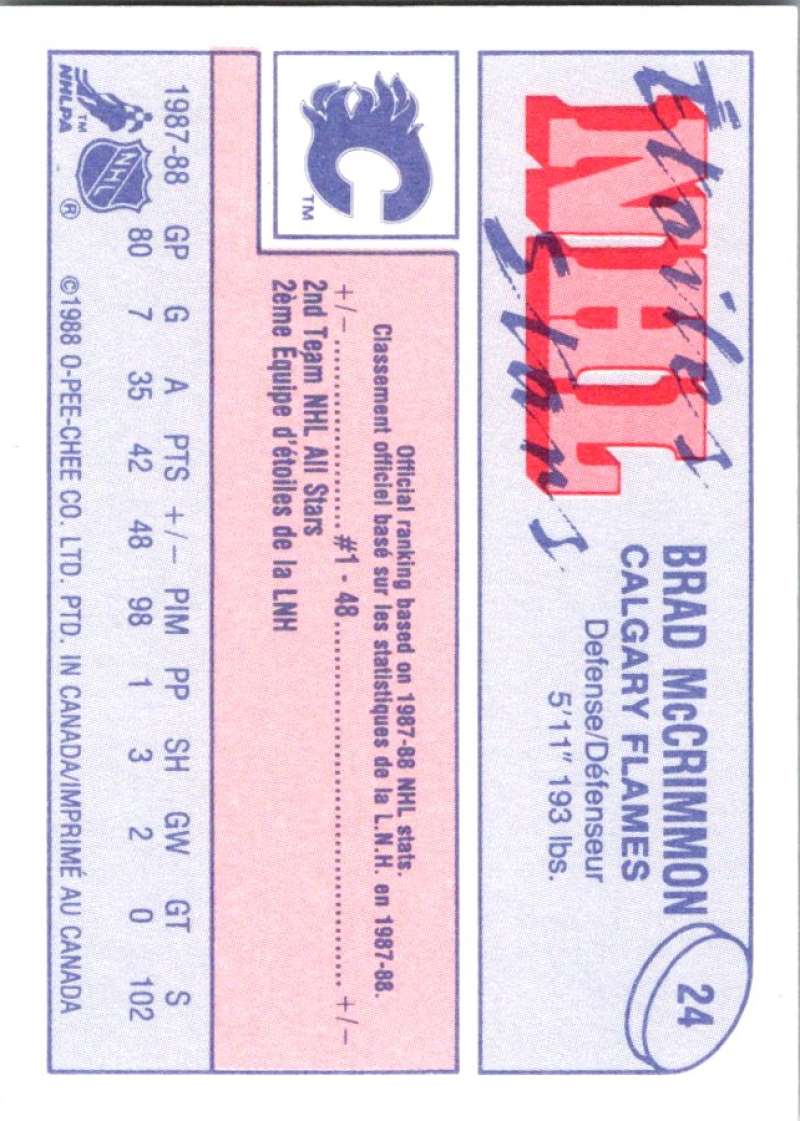 Étoiles
NHL
Stars
24
BRAD McCRIMMON
CALGARY FLAMES
Defense/Défenseur
5'11" 193 lbs.
C
TM
Official ranking based on 1987-88 NHL stats.
Classement officiel basé sur les statistiques de la L.N.H. en 1987-88.
+/- .................... #1 - 48 .................................................... +/-
2nd Team NHL All Stars
2ème Equipe d'étoiles de la LNH
1987-88 GP G A PTS +/- PIM PP SH GW GT S
80 7 35 42 48 98 1 3 2 0 102
TM
NHLPA
NHL
®
©1988 O-PEE-CHEE CO. LTD. PTD. IN CANADA/IMPRIMÉ AU CANADA